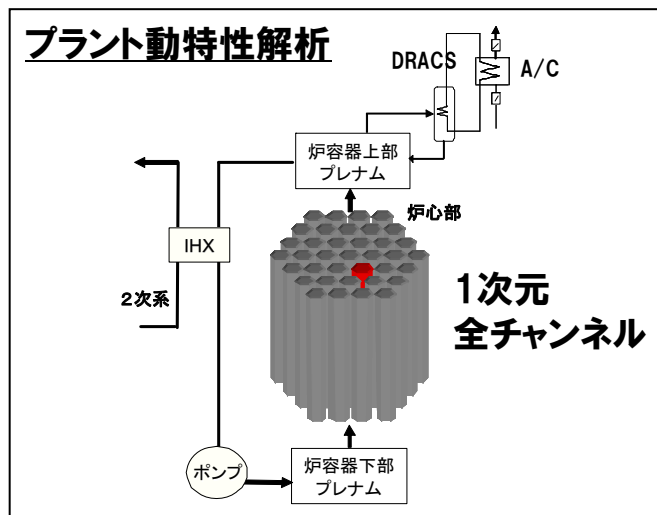 プラント動特性解析
DRACS
A/C
炉容器上部
プレナム
炉心部
IHX
２次系
1次元
全チャンネル
ポンプ
炉容器下部
プレナム